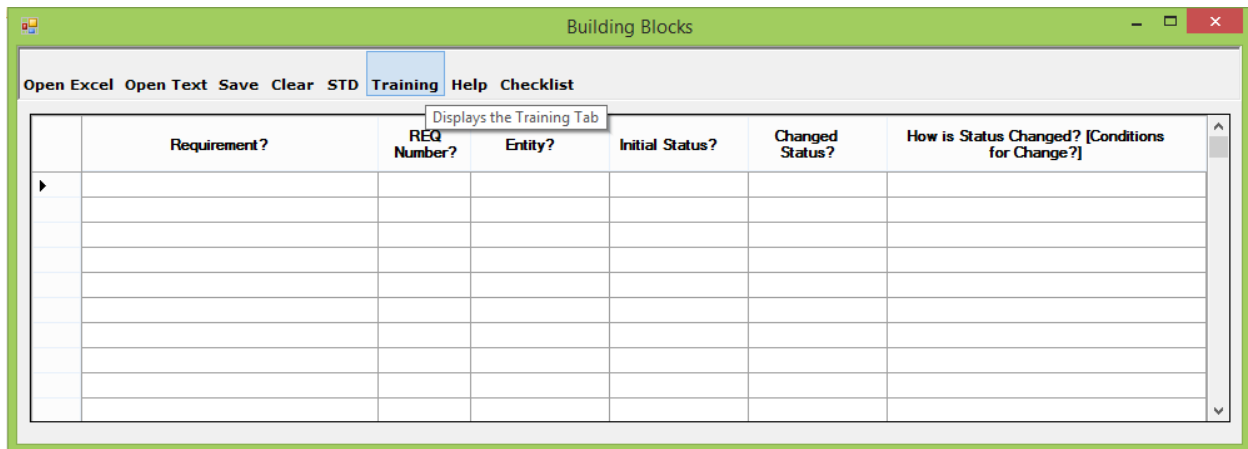 Building Blocks
Open Excel Open Text Save Clear STD Training Help Checklist
Displays the Training Tab
Requirement?
REQ
Number?
Entity?
Initial Status?
Changed
Status?
How is Status Changed? [Conditions
for Change?]